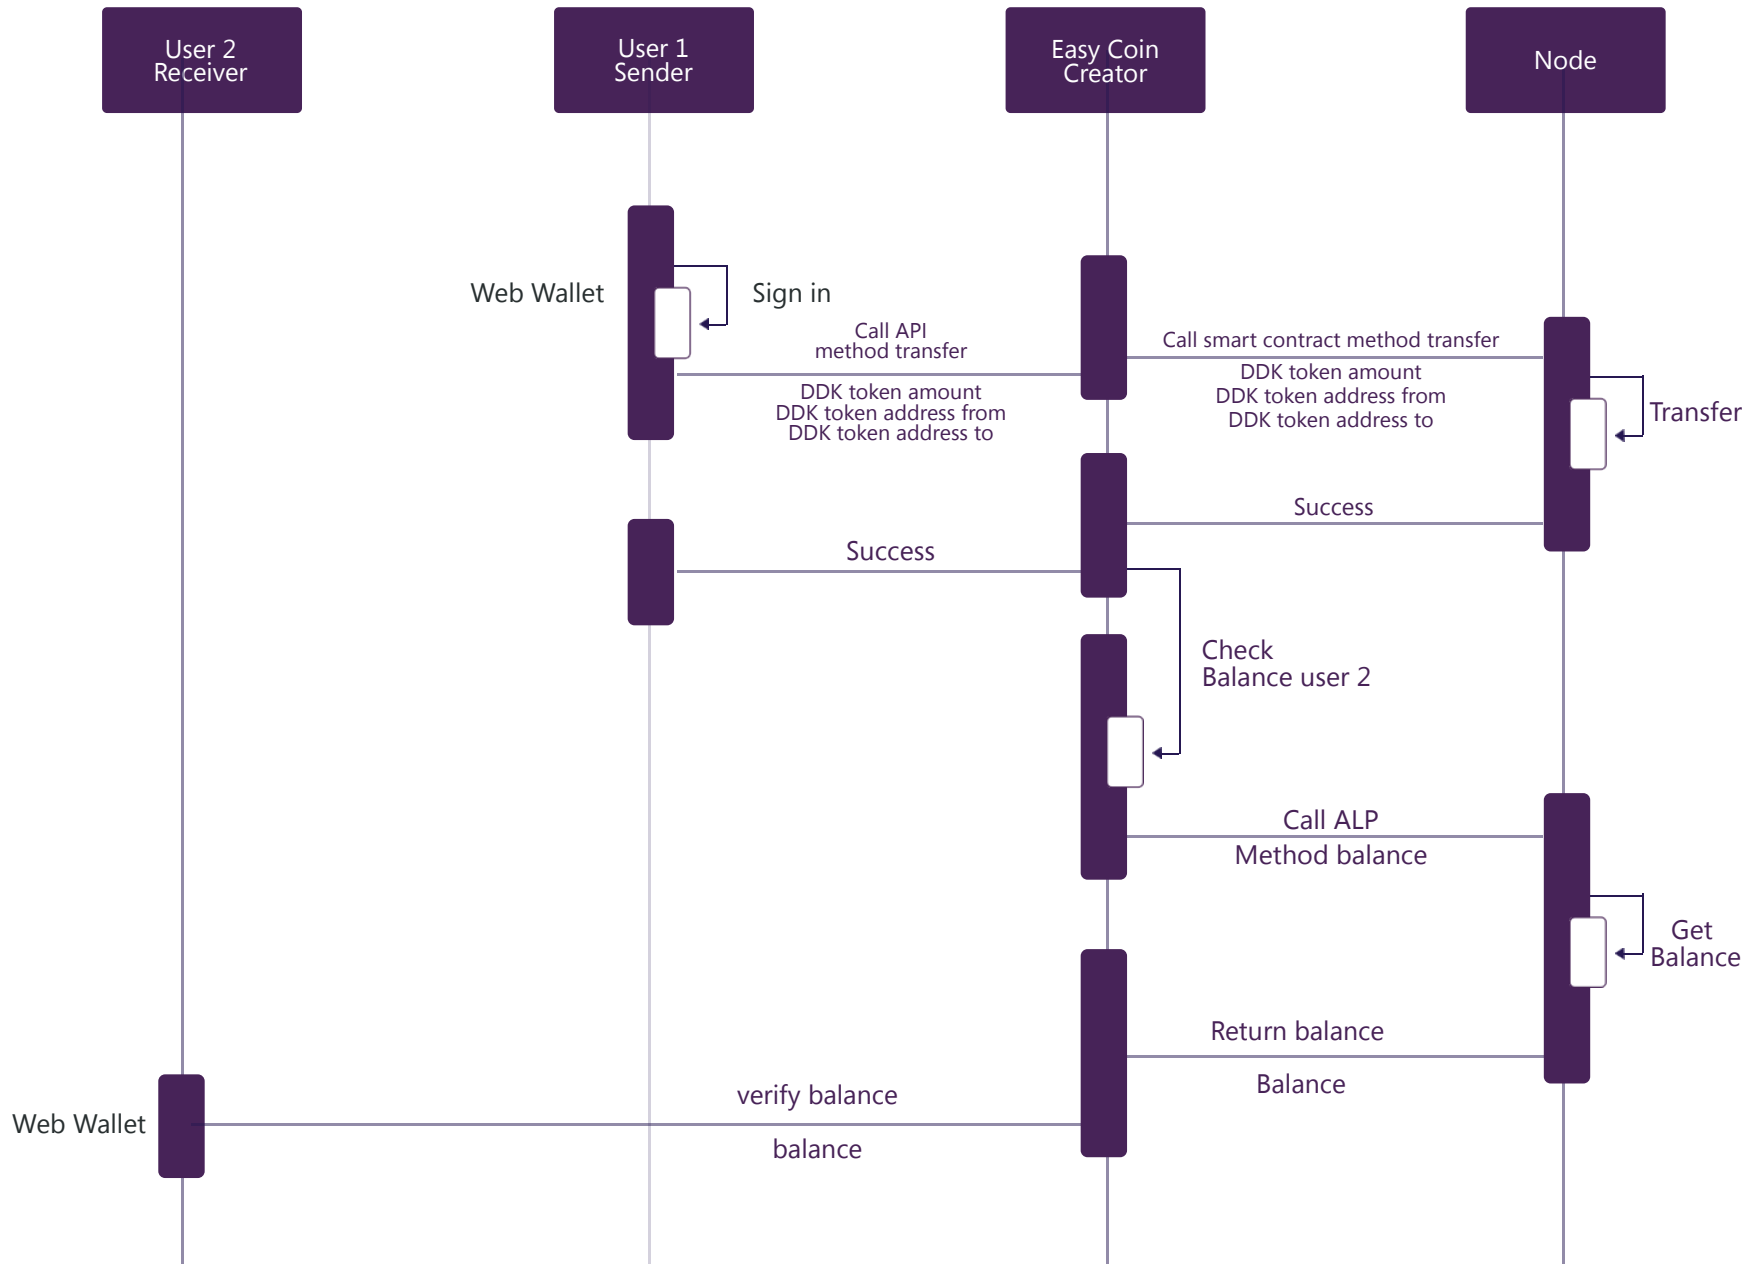 User 2
Receiver
User 1
Sender
Easy Coin
Creator
Node
Web Wallet
Sign in
Call API
method transfer
DDK token amount
DDK token address from
DDK token address to
Call smart contract method transfer
DDK token amount
DDK token address from
DDK token address to
Transfer
Success
Success
Check
Balance user 2
Call ALP
Method balance
Get
Balance
Return balance
Balance
verify balance
balance
Web Wallet